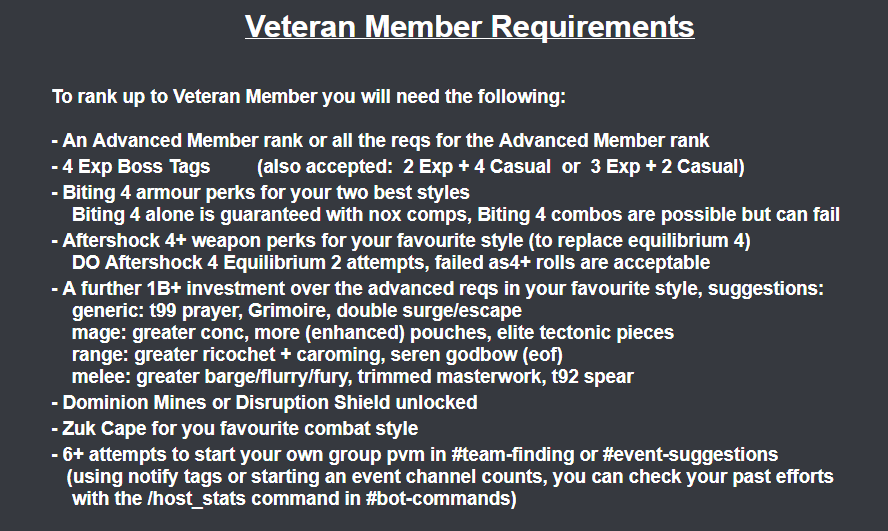 Veteran Member Requirements
To rank up to Veteran Member you will need the following:
- An Advanced Member rank or all the reqs for the Advanced Member rank
- 4 Exp Boss Tags (also accepted: 2 Exp + 4 Casual or 3 Exp + 2 Casual)
- Biting 4 armour perks for your two best styles
Biting 4 alone is guaranteed with nox comps, Biting 4 combos are possible but can fail
- Aftershock 4+ weapon perks for your favourite style (to replace equilibrium 4)
DO Aftershock 4 Equilibrium 2 attempts, failed as4+ rolls are acceptable
- A further 1B+ investment over the advanced reqs in your favourite style, suggestions:
generic: t99 prayer, Grimoire, double surge/escape
mage: greater conc, more (enhanced) pouches, elite tectonic pieces
range: greater ricochet + caroming, seren godbow (eof)
melee: greater barge/flurry/fury, trimmed masterwork, t92 spear
- Dominion Mines or Disruption Shield unlocked
- Zuk Cape for you favourite combat style
- 6+ attempts to start your own group pvm in #team-finding or #event-suggestions
(using notify tags or starting an event channel counts, you can check your past efforts
with the /host_stats command in #bot-commands)